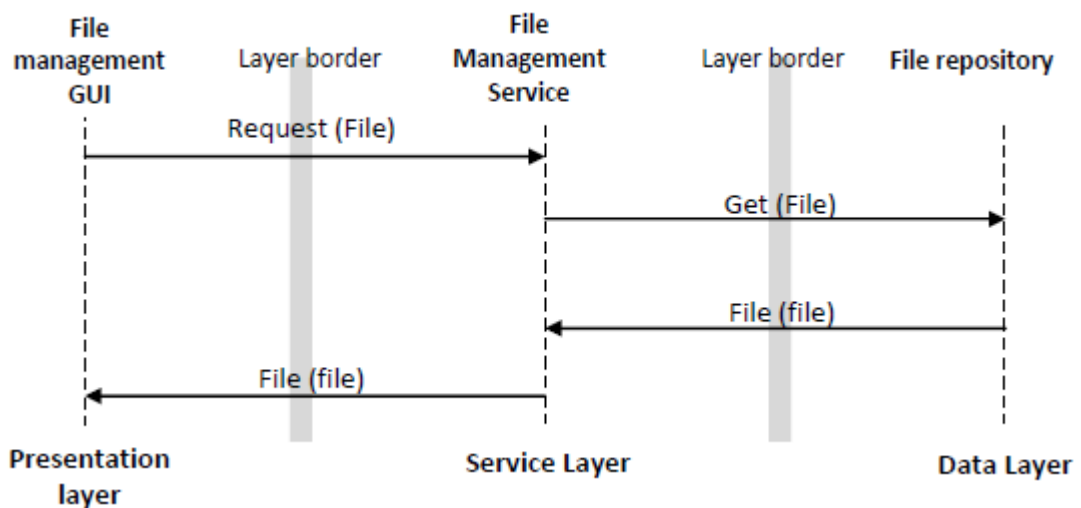 File
management
GUI
Layer border
File
Management
Service
Layer border
File repository
Request (File)
Get (File)
File (file)
File (file)
Presentation
layer
Service Layer
Data Layer